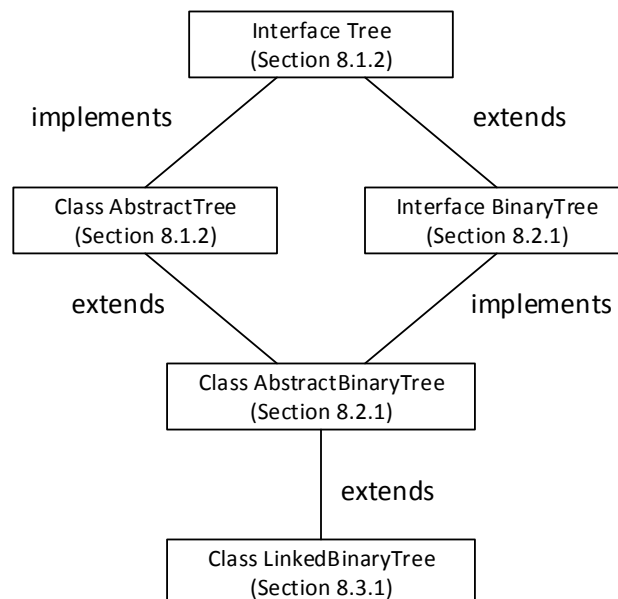 Interface Tree
(Section 8.1.2)
implements
extends
Class AbstractTree
(Section 8.1.2)
Interface BinaryTree
(Section 8.2.1)
extends
implements
Class AbstractBinaryTree
(Section 8.2.1)
extends
Class LinkedBinaryTree
(Section 8.3.1)